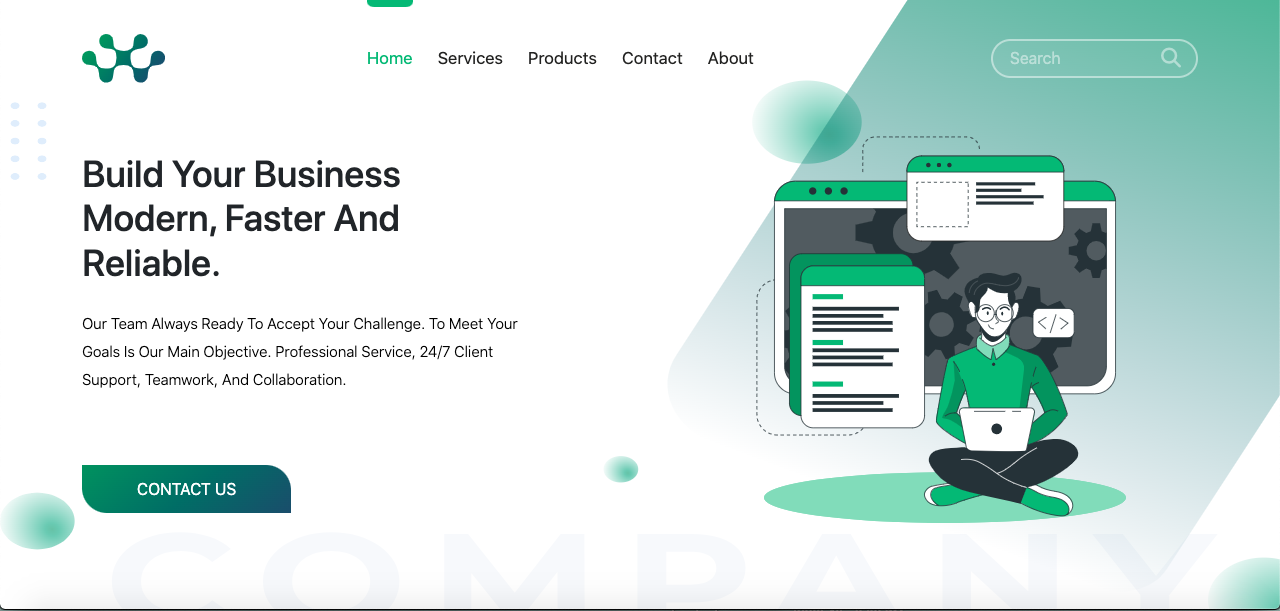 Home Services Products Contact About
Search
Build Your Business
Modern, Faster And
Reliable.
Our Team Always Ready To Accept Your Challenge. To Meet Your
Goals Is Our Main Objective. Professional Service, 24/7 Client
Support, Teamwork, And Collaboration.
</>
CONTACT US
COMPANY